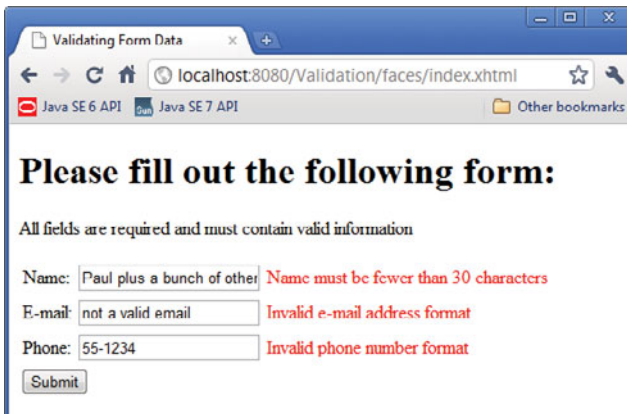 Validating Form Data
localhost:8080/Validation/faces/index.xhtml
Java SE 6 API Sun Java SE 7 API Other bookmarks
Please fill out the following form:
All fields are required and must contain valid information
Name: Paul plus a bunch of other Name must be fewer than 30 characters
E-mail: not a valid email Invalid e-mail address format
Phone: 55-1234 Invalid phone number format
Submit